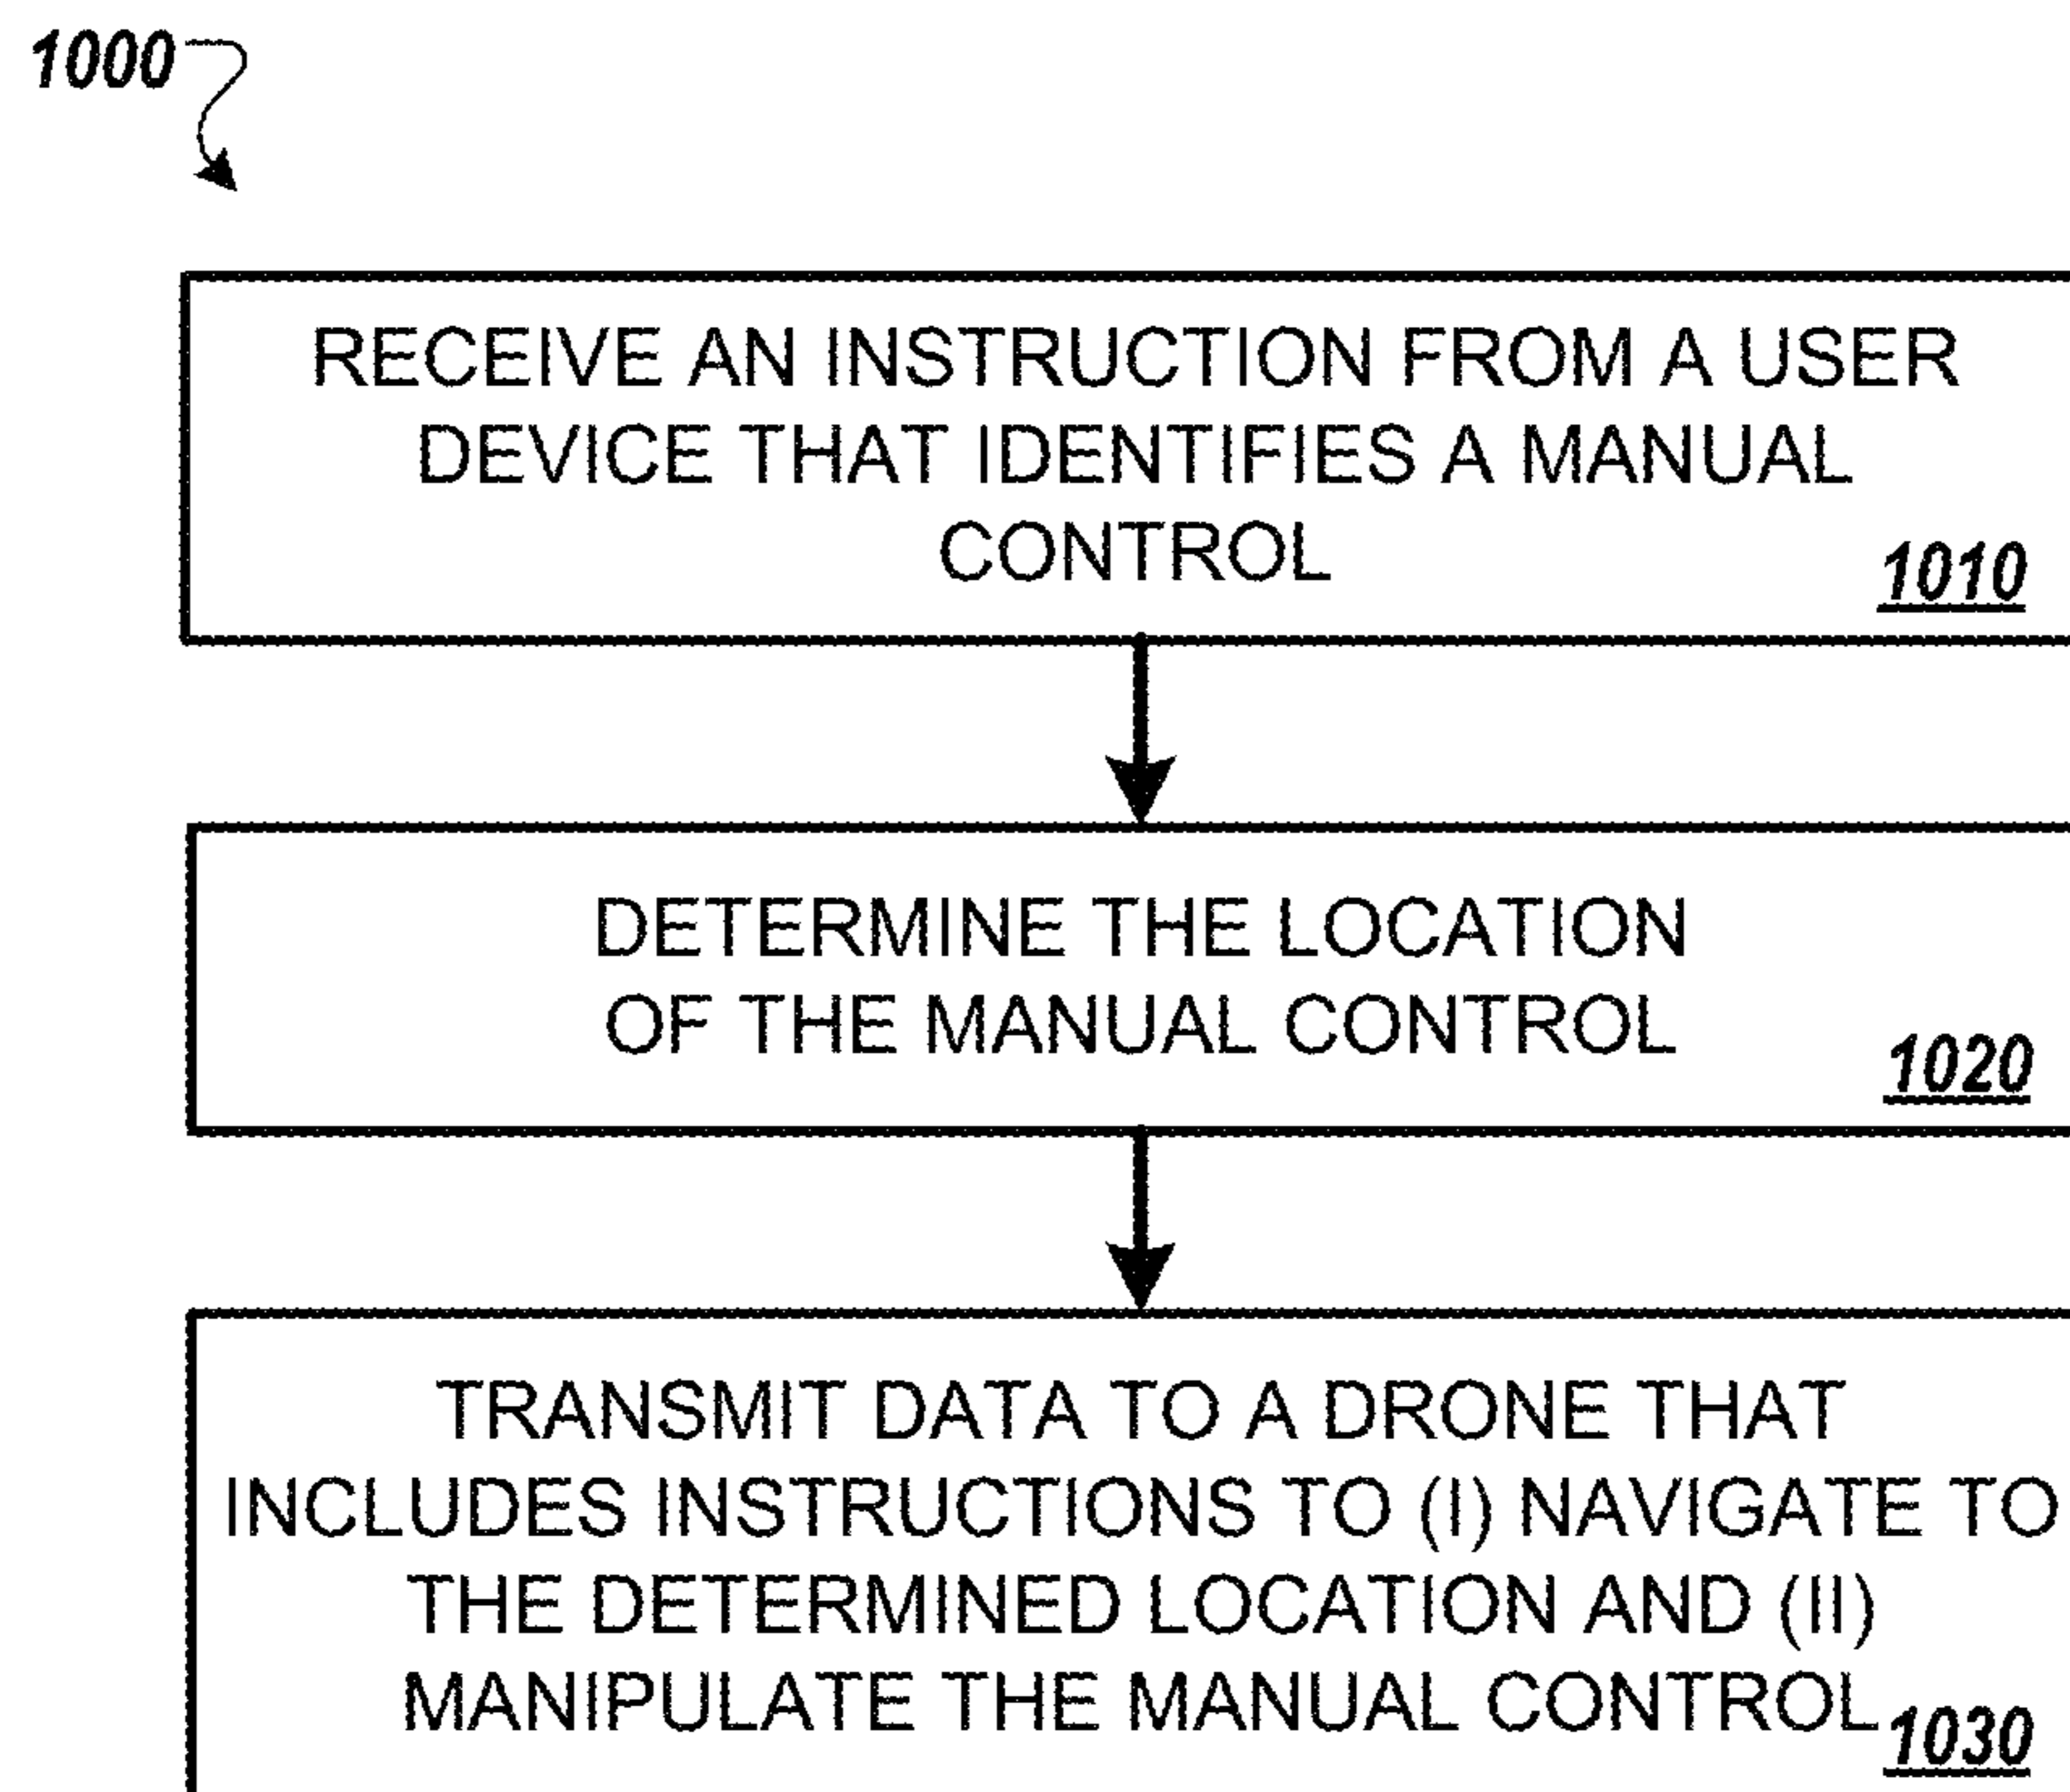 1000
RECEIVE AN INSTRUCTION FROM A USER
DEVICE THAT IDENTIFIES A MANUAL
CONTROL
1010
DETERMINE THE LOCATION
OF THE MANUAL CONTROL
1020
TRANSMIT DATA TO A DRONE THAT
INCLUDES INSTRUCTIONS TO (I) NAVIGATE TO
THE DETERMINED LOCATION AND (II)
MANIPULATE THE MANUAL CONTROL
1030